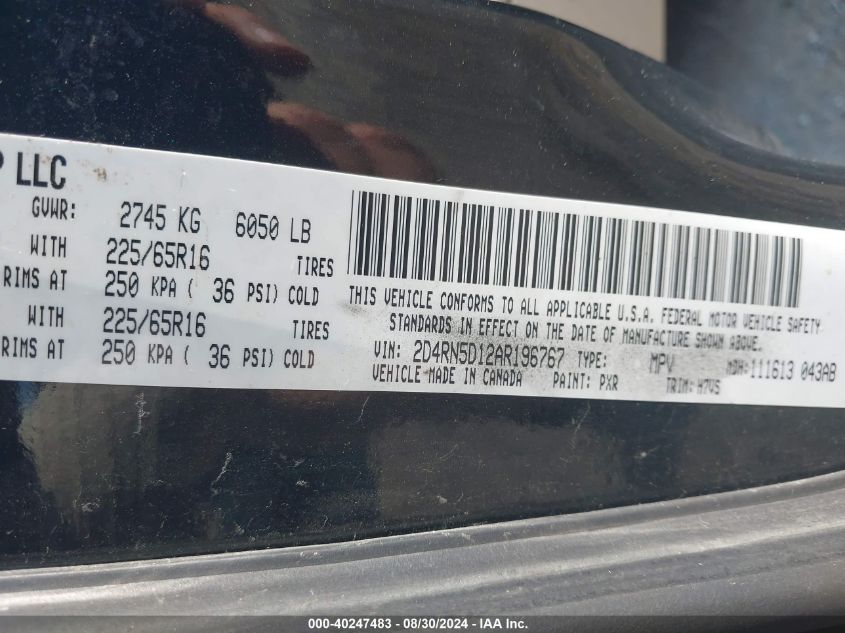 P LLC
GVWR: 2745 KG 6050 LB
WITH 225/65R16 TIRES
RIMS AT 250 KPA ( 36 PSI) COLD
WITH 225/65R16 TIRES
RIMS AT 250 KPA ( 36 PSI) COLD
THIS VEHICLE CONFORMS TO ALL APPLICABLE U.S.A. FEDERAL MOTOR VEHICLE SAFETY
STANDARDS IN EFFECT ON THE DATE OF MANUFACTURE SHOWN ABOVE.
VIN: 2D4RN5D12AR196767 TYPE: MPV MDH: 111613 043AB
VEHICLE MADE IN CANADA PAINT: PXR TRIM: H7VS
000-40247483 - 08/30/2024 - IAA Inc.